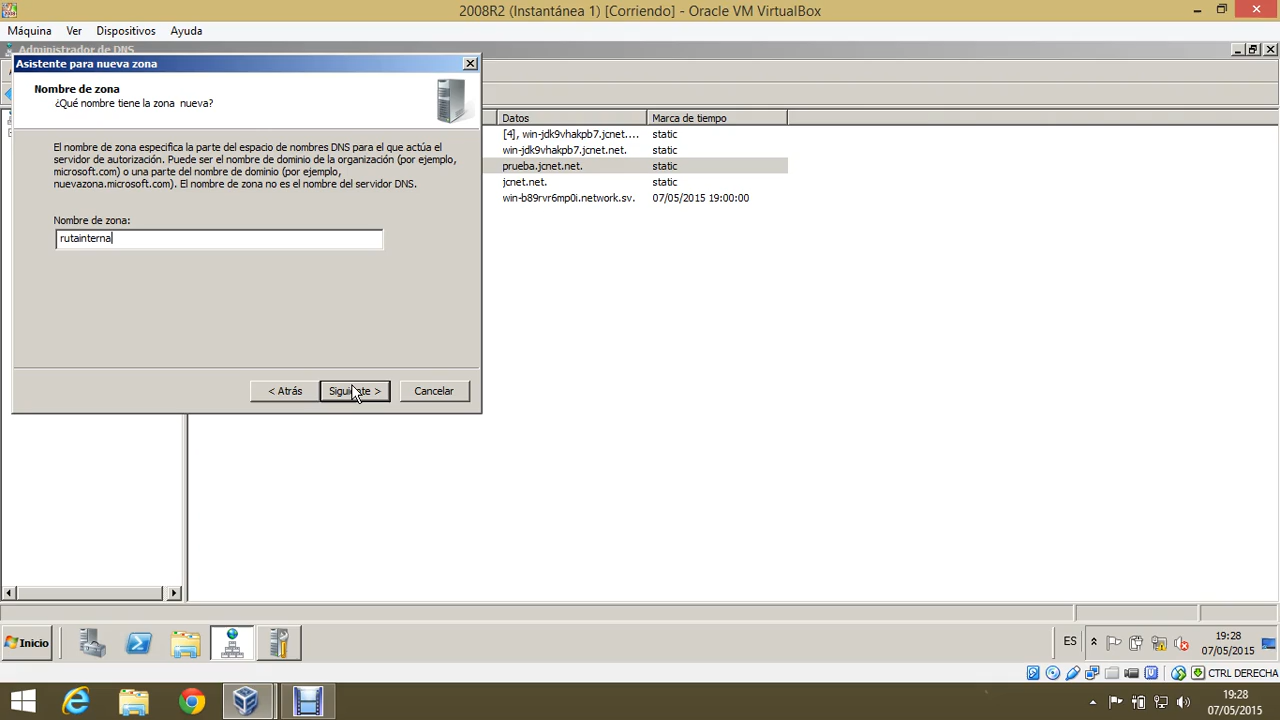 2008R2 (Instantánea 1) [Corriendo] - Oracle VM VirtualBox
Máquina Ver Dispositivos Ayuda
Administrador de DNS
Asistente para nueva zona
Nombre de zona
¿Qué nombre tiene la zona nueva?
El nombre de zona especifica la parte del espacio de nombres DNS para el que actúa el
servidor de autorización. Puede ser el nombre de dominio de la organización (por ejemplo,
microsoft.com) o una parte del nombre de dominio (por ejemplo,
nuevazona.microsoft.com). El nombre de zona no es el nombre del servidor DNS.
Nombre de zona:
rutainterna
< Atrás Siguiente > Cancelar
Datos Marca de tiempo
[4], win-jdk9vhakpb7.jcnet.... static
win-jdk9vhakpb7.jcnet.net. static
prueba.jcnet.net. static
jcnet.net. static
win-b89rvr6mp0i.network.sv. 07/05/2015 19:00:00
Inicio
ES
19:28
07/05/2015
CTRL DERECHA
19:28
07/05/2015